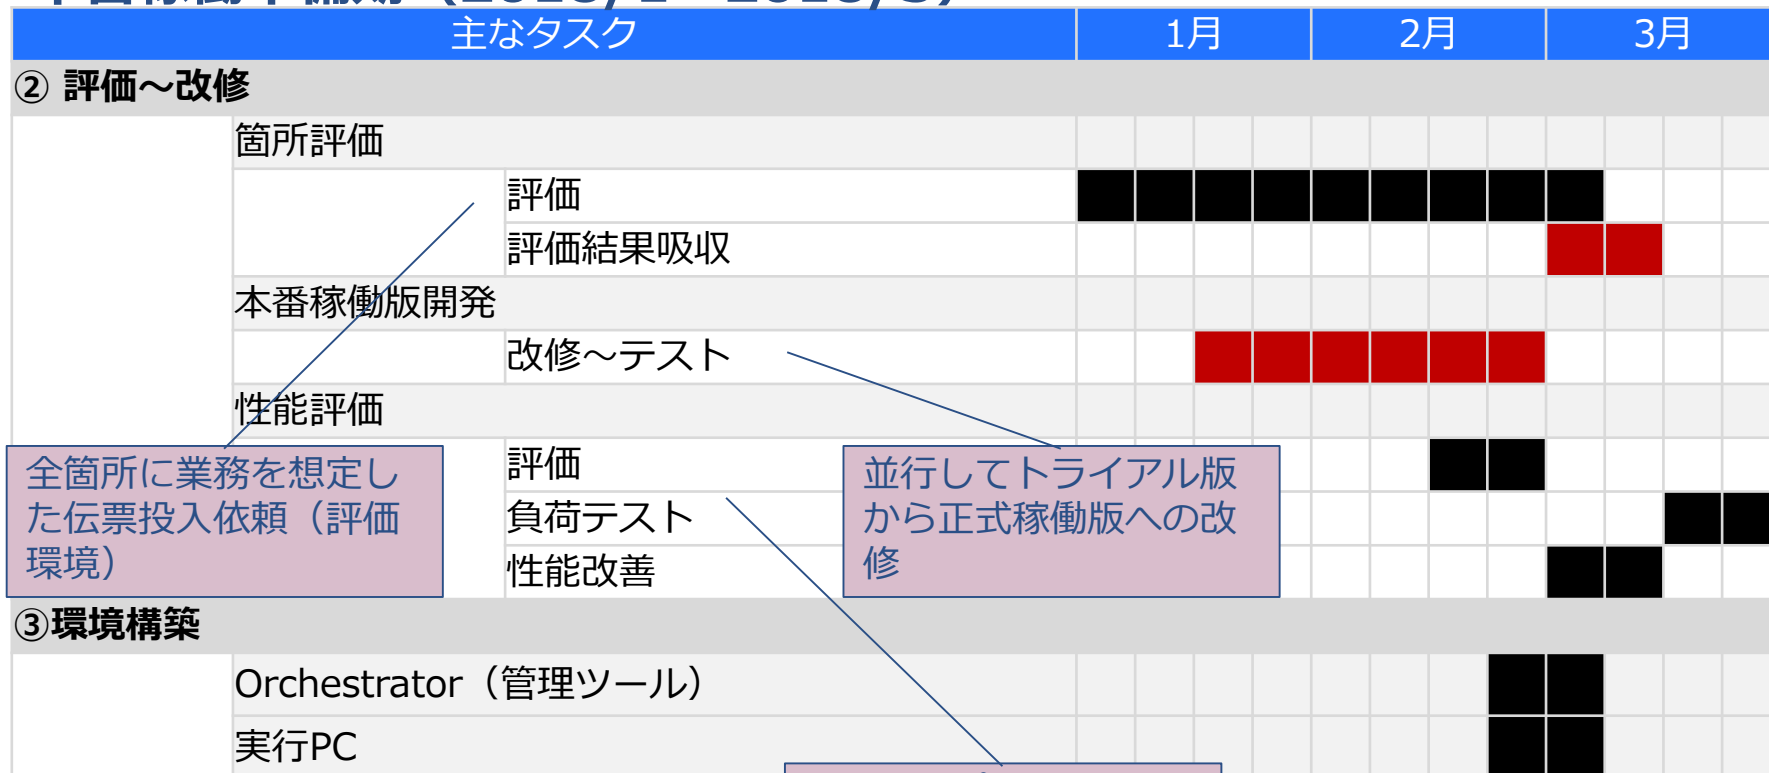 主なタスク 1月 2月 3月
② 評価～改修
箇所評価
評価
評価結果吸収
本番稼働版開発
改修～テスト
性能評価
評価
負荷テスト
性能改善
全箇所に業務を想定し
た伝票投入依頼（評価
環境）
並行してトライアル版
から正式稼働版への改
修
③環境構築
Orchestrator（管理ツール）
実行PC